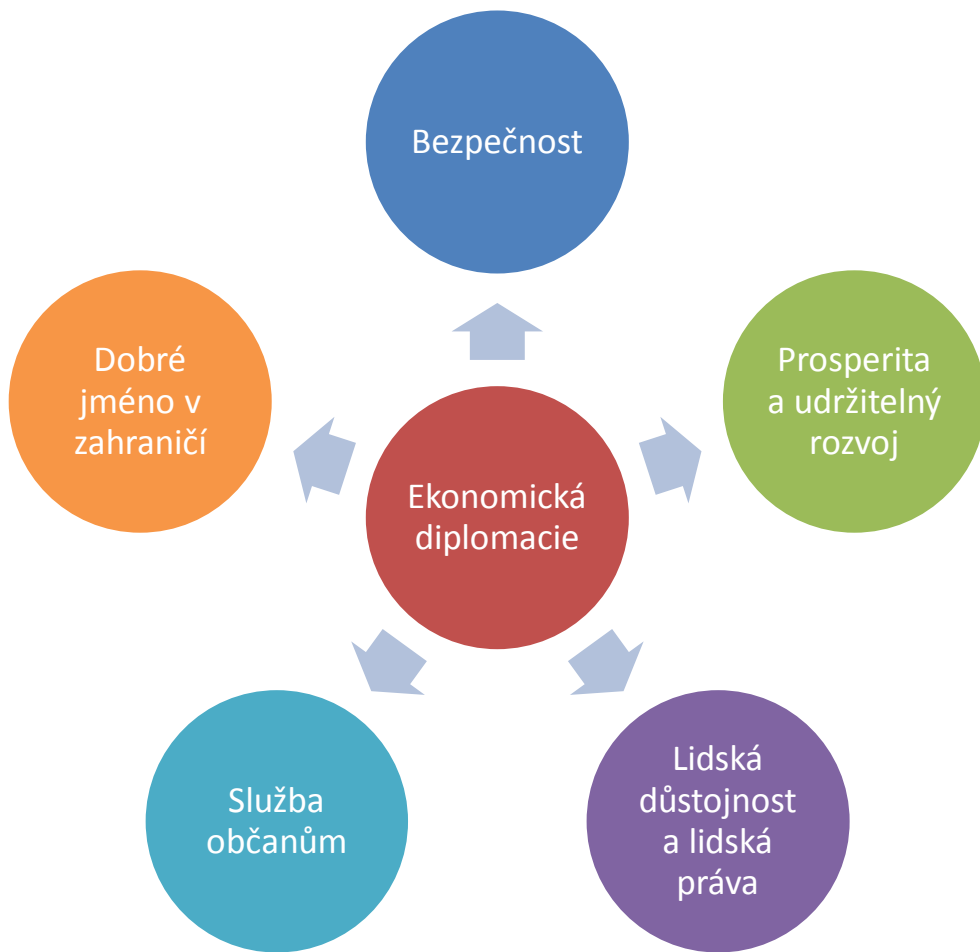 Bezpečnost
Dobré
jméno v
zahraničí
Prosperita
a udržitelný
rozvoj
Ekonomická
diplomacie
Služba
občanům
Lidská
důstojnost
a lidská
práva